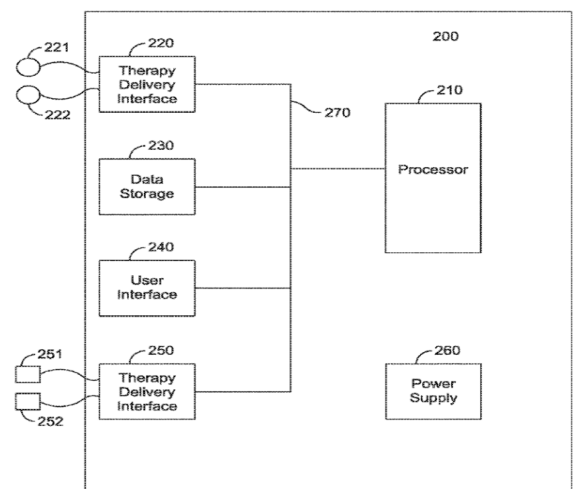 200
221
222
220
Therapy
Delivery
Interface
270
210
Processor
230
Data
Storage
240
User
Interface
251
252
250
Therapy
Delivery
Interface
260
Power
Supply